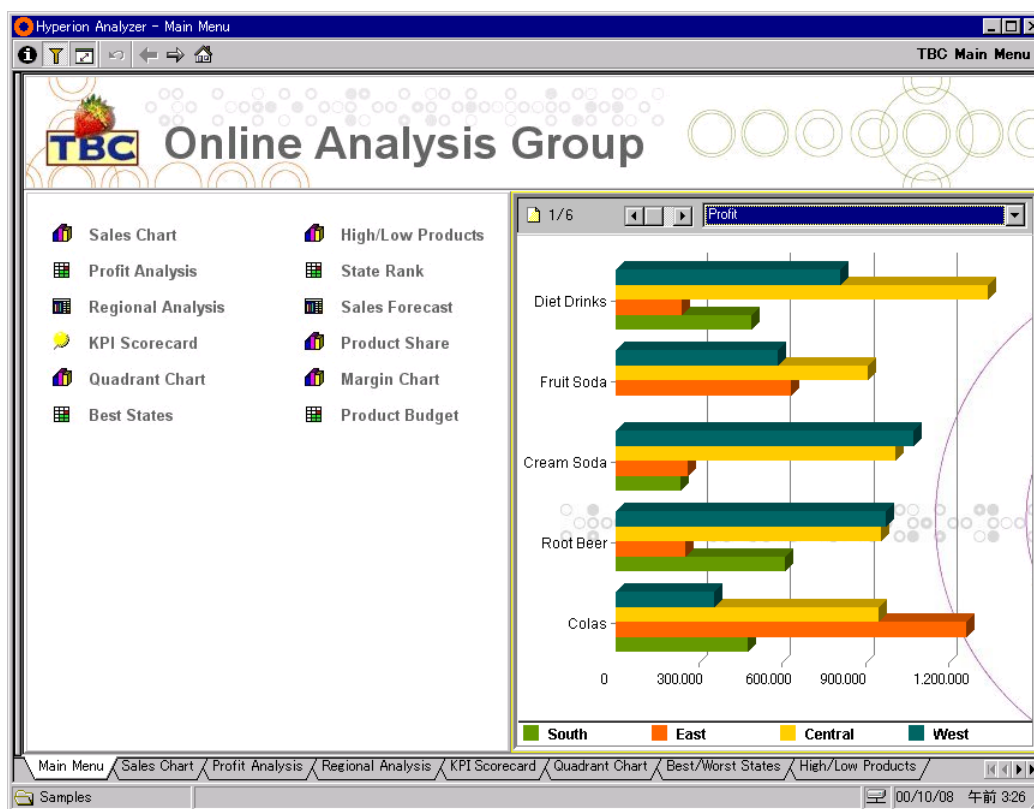 Hyperion Analyzer - Main Menu
TBC Main Menu
TBC Online Analysis Group
Sales Chart
High/Low Products
Profit Analysis
State Rank
Regional Analysis
Sales Forecast
KPI Scorecard
Product Share
Quadrant Chart
Margin Chart
Best States
Product Budget
1/6
Profit
Diet Drinks
Fruit Soda
Cream Soda
Root Beer
Colas
0 300.000 600.000 900.000 1.200.000
South East Central West
Main Menu Sales Chart Profit Analysis Regional Analysis KPI Scorecard Quadrant Chart Best/Worst States High/Low Products
Samples
00/10/08 午前 3:26